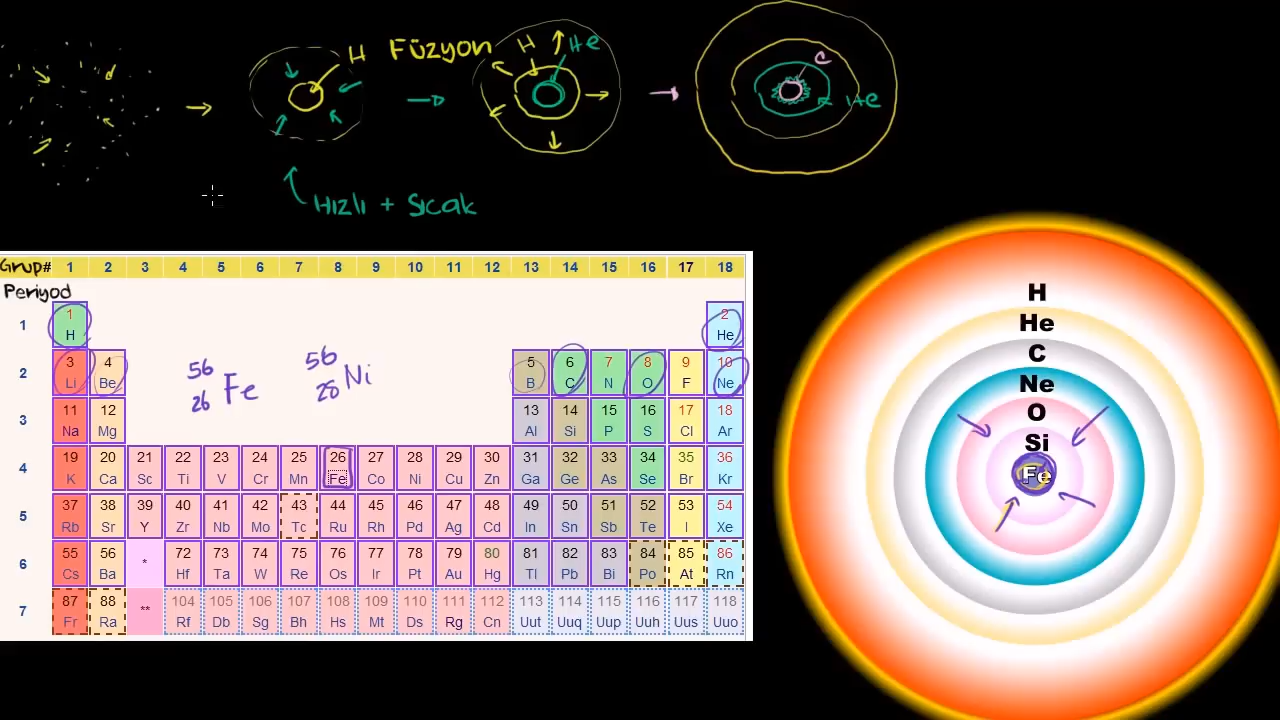 H Füzyon H He
C
He
Hızlı + Sıcak
Grup# 1 2 3 4 5 6 7 8 9 10 11 12 13 14 15 16 17 18
Periyod
1 1 2
H He
2 3 4 5 6 7 8 9 10
Li Be B C N O F Ne
56 Fe 26
56 Ni 28
3 11 12 13 14 15 16 17 18
Na Mg Al Si P S Cl Ar
4 19 20 21 22 23 24 25 26 27 28 29 30 31 32 33 34 35 36
K Ca Sc Ti V Cr Mn Fe Co Ni Cu Zn Ga Ge As Se Br Kr
5 37 38 39 40 41 42 43 44 45 46 47 48 49 50 51 52 53 54
Rb Sr Y Zr Nb Mo Tc Ru Rh Pd Ag Cd In Sn Sb Te I Xe
6 55 56 * 72 73 74 75 76 77 78 79 80 81 82 83 84 85 86
Cs Ba Hf Ta W Re Os Ir Pt Au Hg Tl Pb Bi Po At Rn
7 87 88 ** 104 105 106 107 108 109 110 111 112 113 114 115 116 117 118
Fr Ra Rf Db Sg Bh Hs Mt Ds Rg Cn Uut Uuq Uup Uuh Uus Uuo
H
He
C
Ne
O
Si
Fe